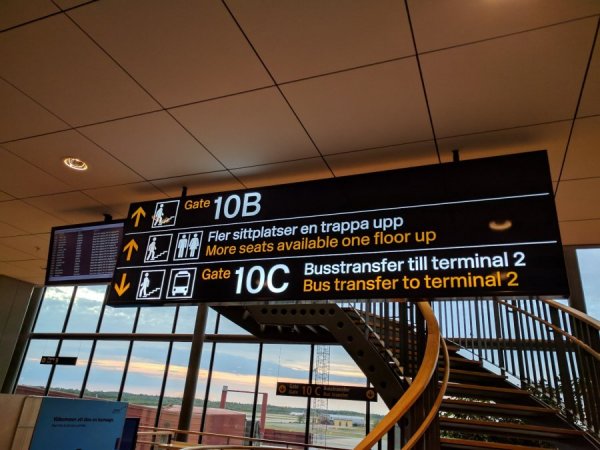 Gate 10B
Fler sittplatser en trappa upp
More seats available one floor up
Gate 10C Busstransfer till terminal 2
Bus transfer to terminal 2
10 C